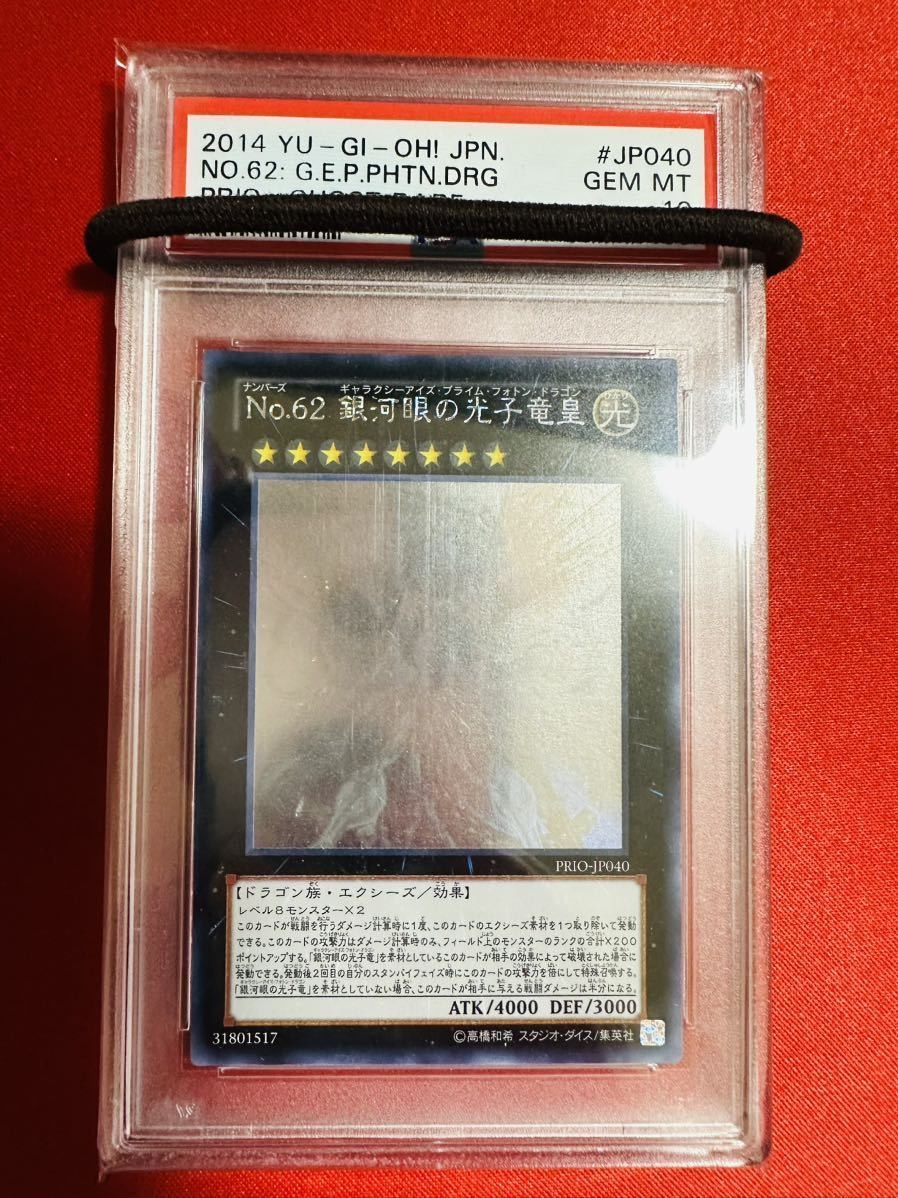 2014 YU-GI-OH! JPN. #JP040
NO.62: G.E.P.PHTN.DRG GEM MT
ナンバーズ ギャラクシーアイズ・プライム・フォトン・ドラゴン ひかり
No.62 銀河眼の光子竜皇 光
PRIO-JP040
【ドラゴン族・エクシーズ/効果】
レベル8モンスター×2
このカードが戦闘を行うダメージ計算時に1度、このカードのエクシーズ素材を1つ取り除いて発動
できる。このカードの攻撃力はダメージ計算時のみ、フィールド上のモンスターのランクの合計×200
ポイントアップする。「銀河眼の光子竜」を素材としているこのカードが相手の効果によって破壊された場合に
発動できる。発動後2回目の自分のスタンバイフェイズ時にこのカードの攻撃力を倍にして特殊召喚する。
「銀河眼の光子竜」を素材としていない場合、このカードが相手に与える戦闘ダメージは半分になる。
ATK/4000 DEF/3000
31801517 ©高橋和希 スタジオ・ダイス/集英社